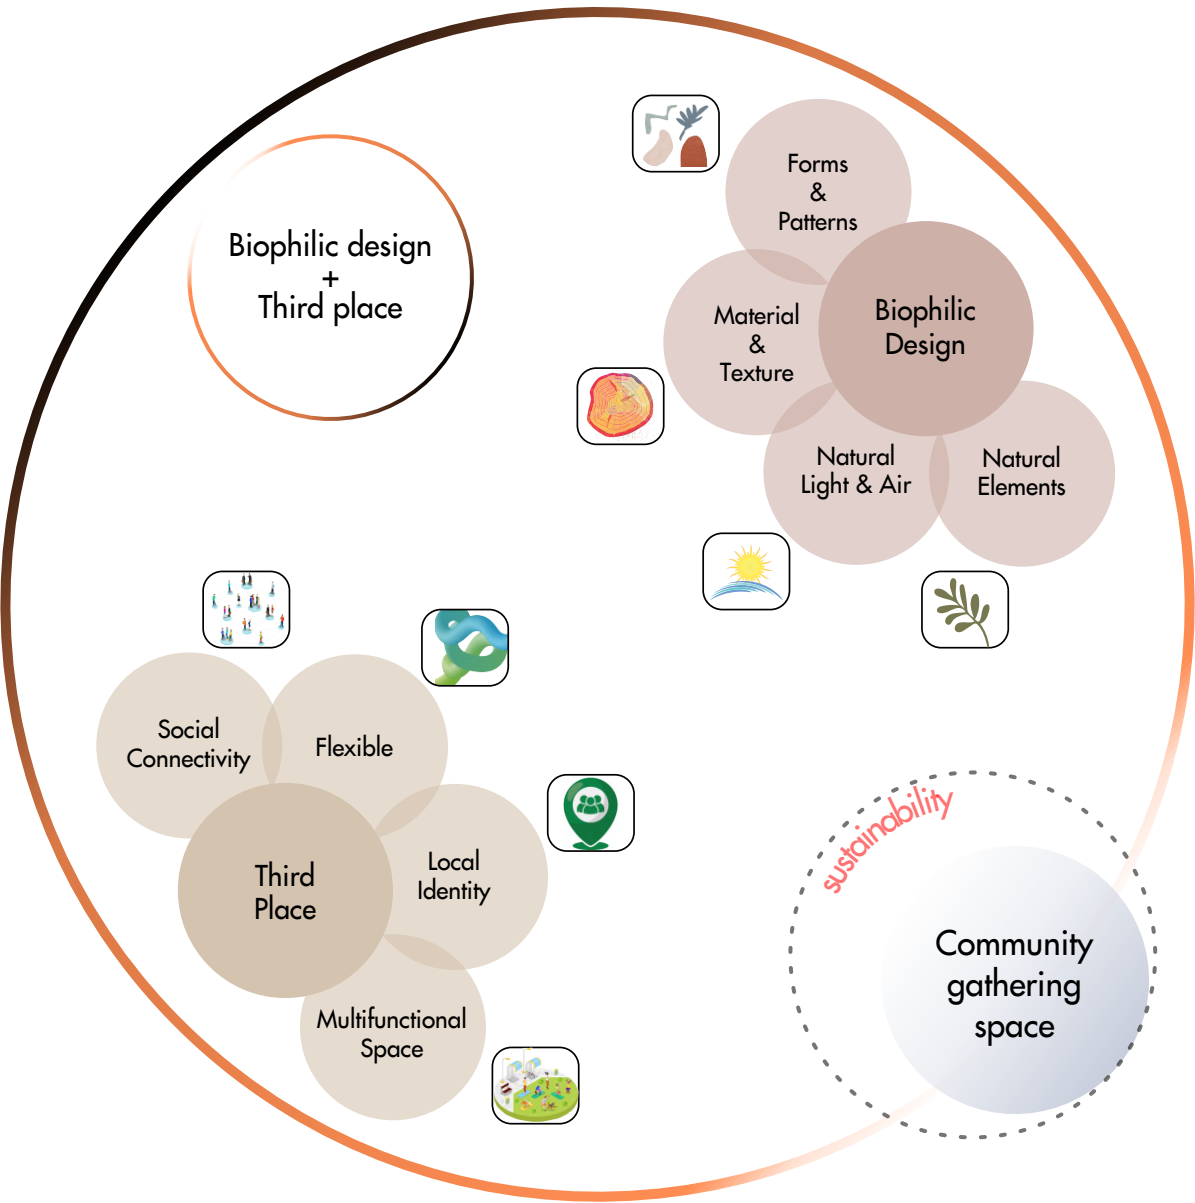 Biophilic design
+
Third place
Forms
&
Patterns
Material
&
Texture
Biophilic
Design
Natural
Light & Air
Natural
Elements
Social
Connectivity
Flexible
Local
Identity
Third
Place
Multifunctional
Space
sustainability
Community
gathering
space